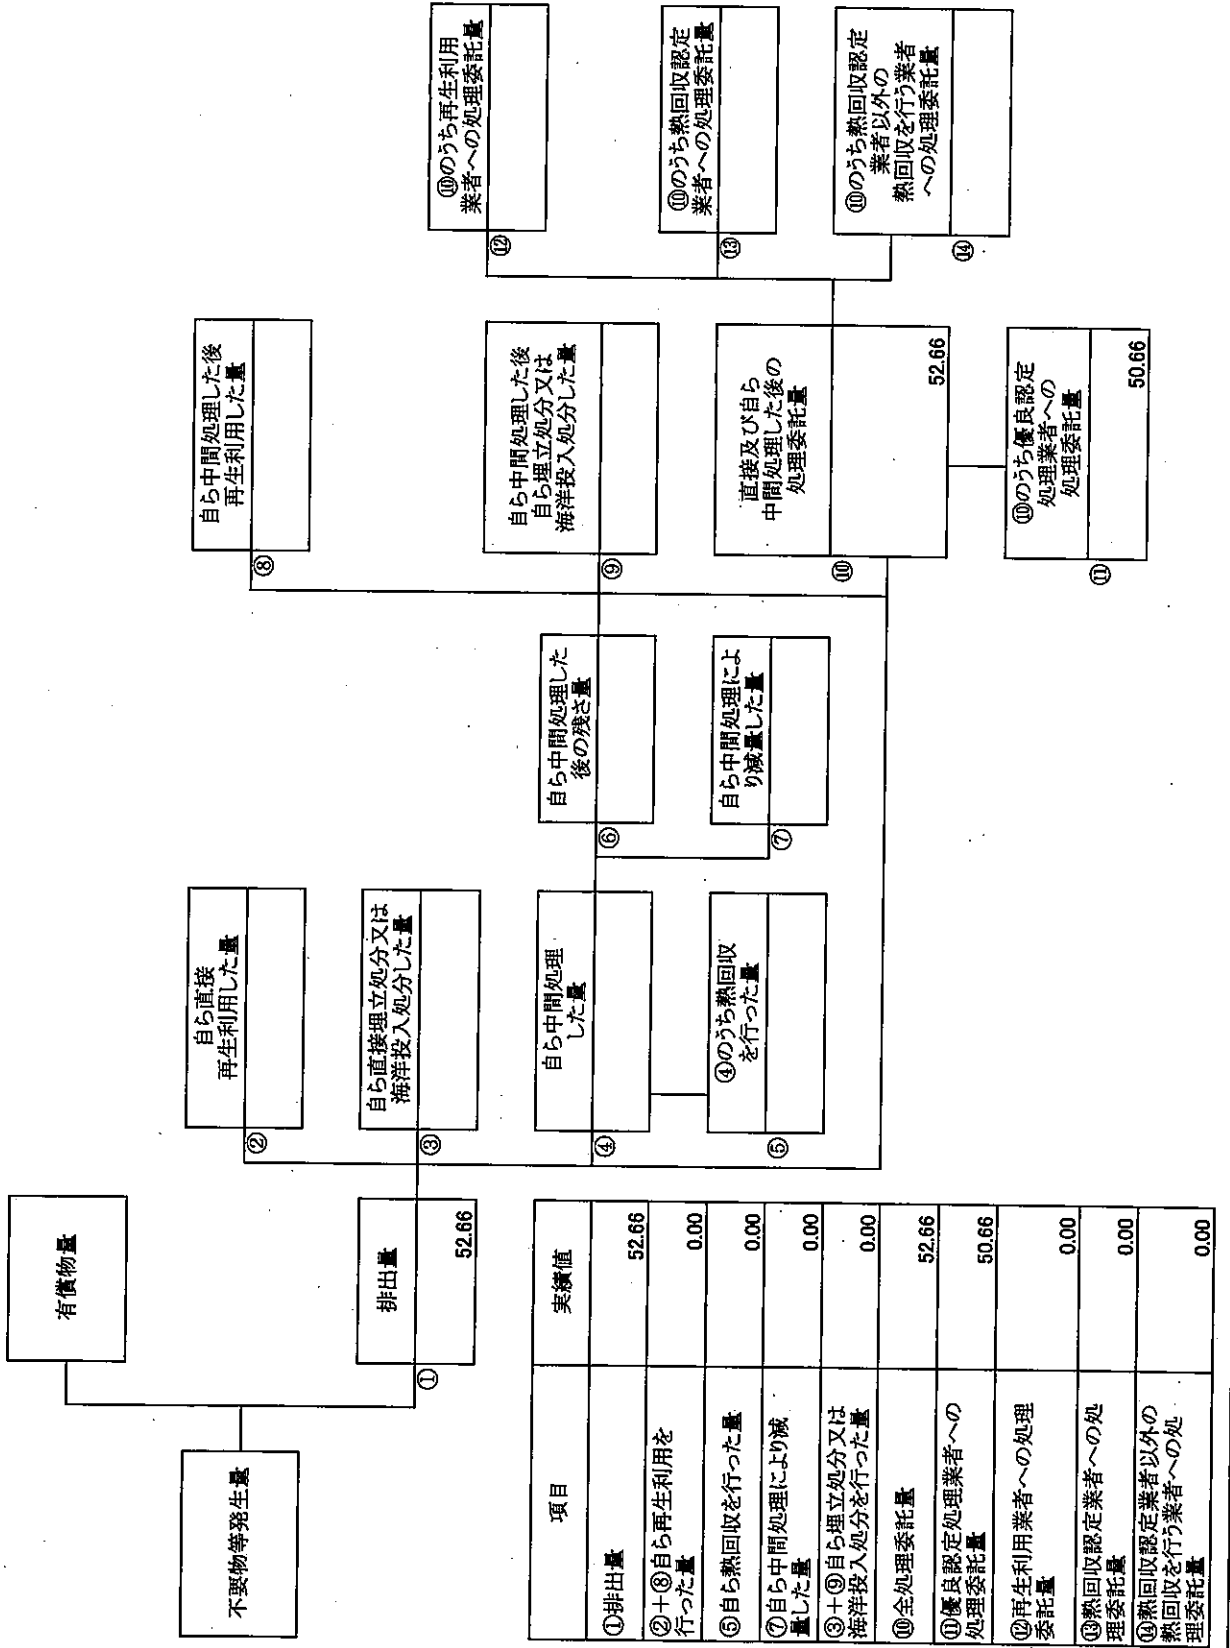 不要物等発生量
有償物量
①
排出量
52.66
②
自ら直接
再生利用した量
③
自ら直接埋立処分又は
海洋投入処分した量
④
自ら中間処理
した量
⑤
④のうち熱回収
を行った量
⑥
自ら中間処理した
後の残さ量
⑦
自ら中間処理によ
り減量した量
⑧
自ら中間処理した後
再生利用した量
⑨
自ら中間処理した後
自ら埋立処分又は
海洋投入処分した量
⑩
直接及び自ら
中間処理した後の
処理委託量
52.66
⑪
⑩のうち優良認定
処理業者への
処理委託量
50.66
⑫
⑩のうち再生利用
業者への処理委託量
⑬
⑩のうち熱回収認定
業者への処理委託量
⑭
⑩のうち熱回収認定
業者以外の
熱回収を行う業者
への処理委託量
項目 実績値
①排出量 52.66
②+⑧自ら再生利用を 0.00
行った量
⑤自ら熱回収を行った量 0.00
⑦自ら中間処理により減 0.00
量した量
③+⑨自ら埋立処分又は 0.00
海洋投入処分を行った量
⑩全処理委託量 52.66
⑪優良認定処理業者への 50.66
処理委託量
⑫再生利用業者への処理 0.00
委託量
⑬熱回収認定業者への処 0.00
理委託量
⑭熱回収認定業者以外の 0.00
熱回収を行う業者への処
理委託量